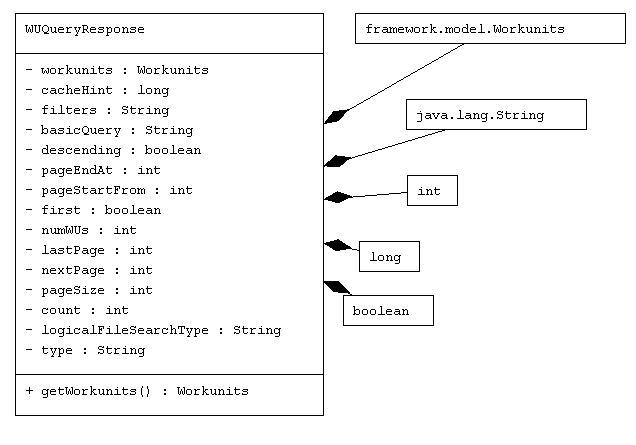 WUQueryResponse
- workunits : Workunits
- cacheHint : long
- filters : String
- basicQuery : String
- descending : boolean
- pageEndAt : int
- pageStartFrom : int
- first : boolean
- numWUs : int
- lastPage : int
- nextPage : int
- pageSize : int
- count : int
- logicalFileSearchType : String
- type : String
+ getWorkunits() : Workunits
framework.model.Workunits
java.lang.String
int
long
boolean